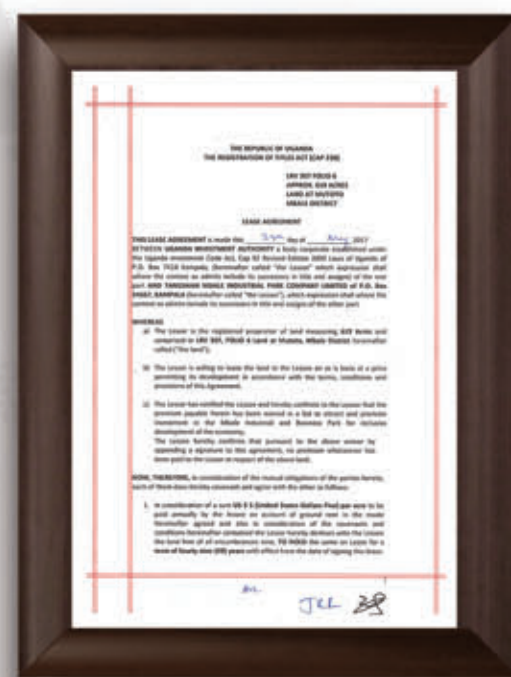 THE REPUBLIC OF UGANDA
THE REGISTRATION OF TITLES ACT (CAP 230)
LRV 507 FOLIO 6
APPROX. 619 ACRES
LAND AT MUTOTO
MBALE DISTRICT
LEASE AGREEMENT
THIS LEASE AGREEMENT is made this day of May 2017
BETWEEN UGANDA INVESTMENT AUTHORITY a body corporate established under
the Uganda Investment Code Act, Cap 92 Revised Edition 2000 Laws of Uganda of
P.O. Box 7418 Kampala, (hereinafter called "the Lessor" which expression shall
where the context so admits include its successors in title and assigns) of the one
part AND TANGSHAN MBALE INDUSTRIAL PARK COMPANY LIMITED of P.O. Box
KAMPALA (hereinafter called "the Lessee"), which expression shall where the
context so admits include its successors in title and assigns of the other part
WHEREAS
a) The Lessor is the registered proprietor of land measuring 619 Acres and
comprised in LRV 507, FOLIO 6 Land at Mutoto, Mbale District hereinafter
called ("the land").
b) The Lessor is willing to lease the land to the Lessee on as is basis at a price
permitting its development in accordance with the terms, conditions and
provisions of this Agreement.
c) The Lessor has notified the Lessee and hereby confirms to the Lessee that the
premium payable herein has been waived in a bid to attract and promote
investment in the Mbale Industrial and Business Park for inclusive
development of the economy.
The Lessee hereby confirms that pursuant to the above waiver by
appending a signature to this agreement, no premium whatsoever has
been paid to the Lessor in respect of the above land.
NOW, THEREFORE, in consideration of the mutual obligations of the parties hereto,
each of them does hereby covenant and agree with the other as follows:
1. In consideration of a sum US $ 5 (United States Dollars Five) per acre to be
paid annually by the lessee on account of ground rent in the mode
hereinafter agreed and also in consideration of the covenants and
conditions hereinafter contained the Lessor hereby demises unto the Lessee
the land free of all encumbrances now, TO HOLD the same on Lease for a
term of forty nine (49) years with effect from the date of signing the lease